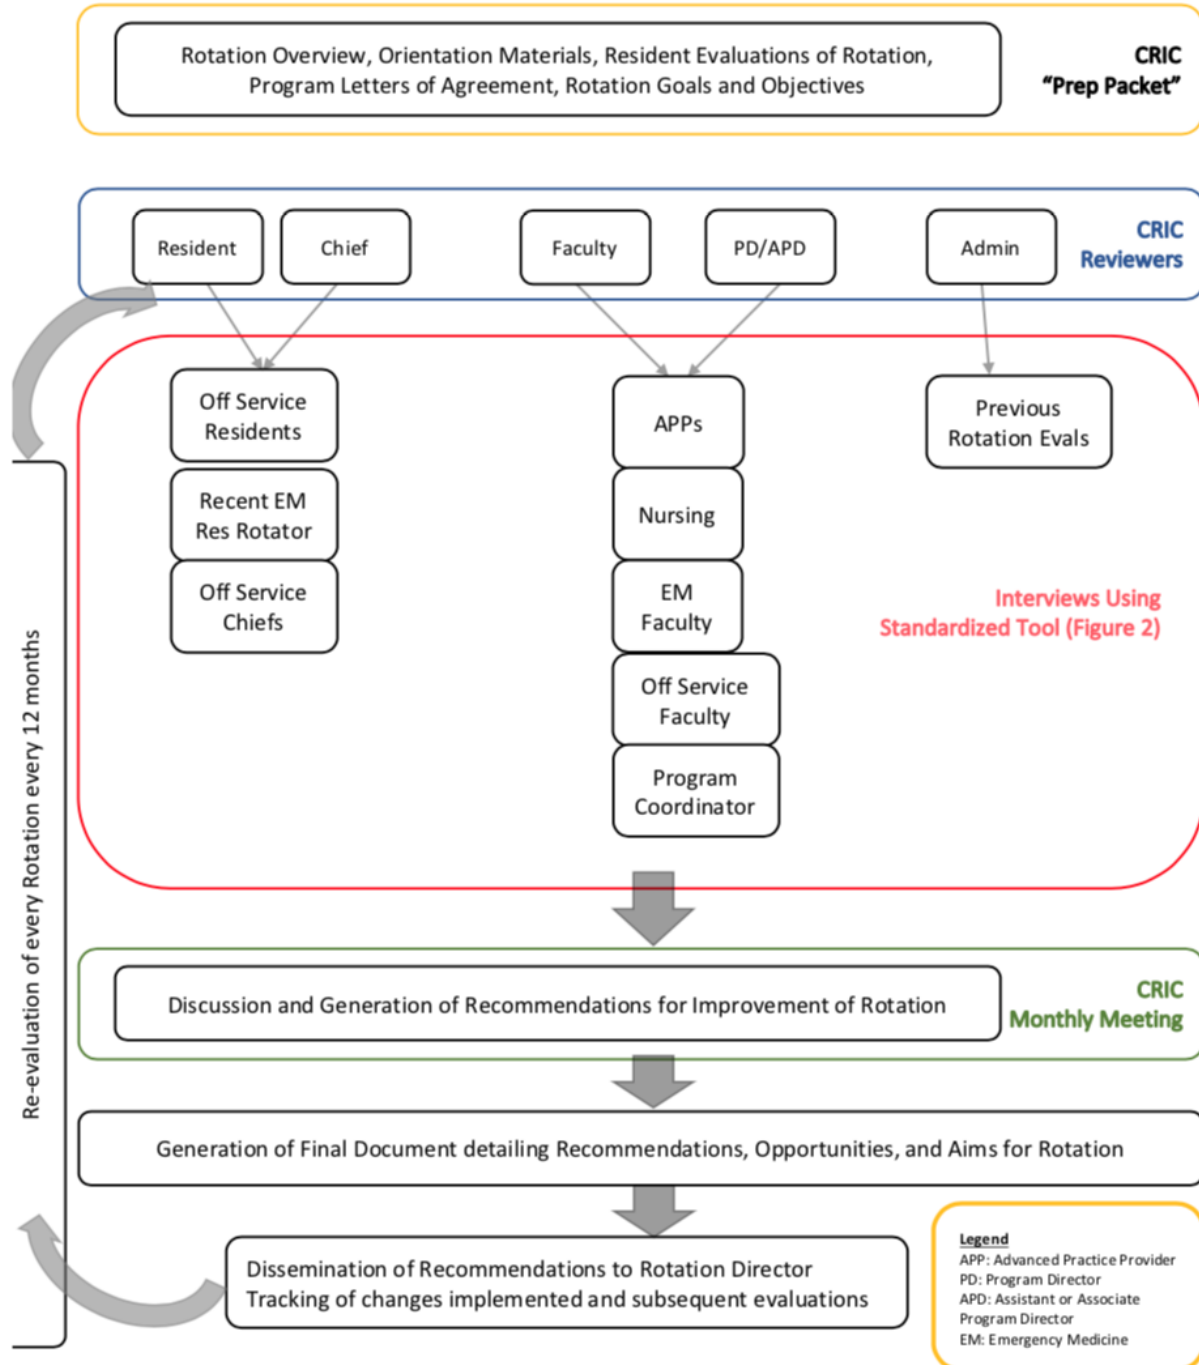 Rotation Overview, Orientation Materials, Resident Evaluations of Rotation,
Program Letters of Agreement, Rotation Goals and Objectives
CRIC
“Prep Packet”
Resident
Chief
Faculty
PD/APD
Admin
CRIC
Reviewers
Off Service
Residents
Recent EM
Res Rotator
Off Service
Chiefs
APPs
Nursing
EM
Faculty
Off Service
Faculty
Program
Coordinator
Previous
Rotation Evals
Interviews Using
Standardized Tool (Figure 2)
Re-evaluation of every Rotation every 12 months
Discussion and Generation of Recommendations for Improvement of Rotation
CRIC
Monthly Meeting
Generation of Final Document detailing Recommendations, Opportunities, and Aims for Rotation
Dissemination of Recommendations to Rotation Director
Tracking of changes implemented and subsequent evaluations
Legend
APP: Advanced Practice Provider
PD: Program Director
APD: Assistant or Associate
Program Director
EM: Emergency Medicine